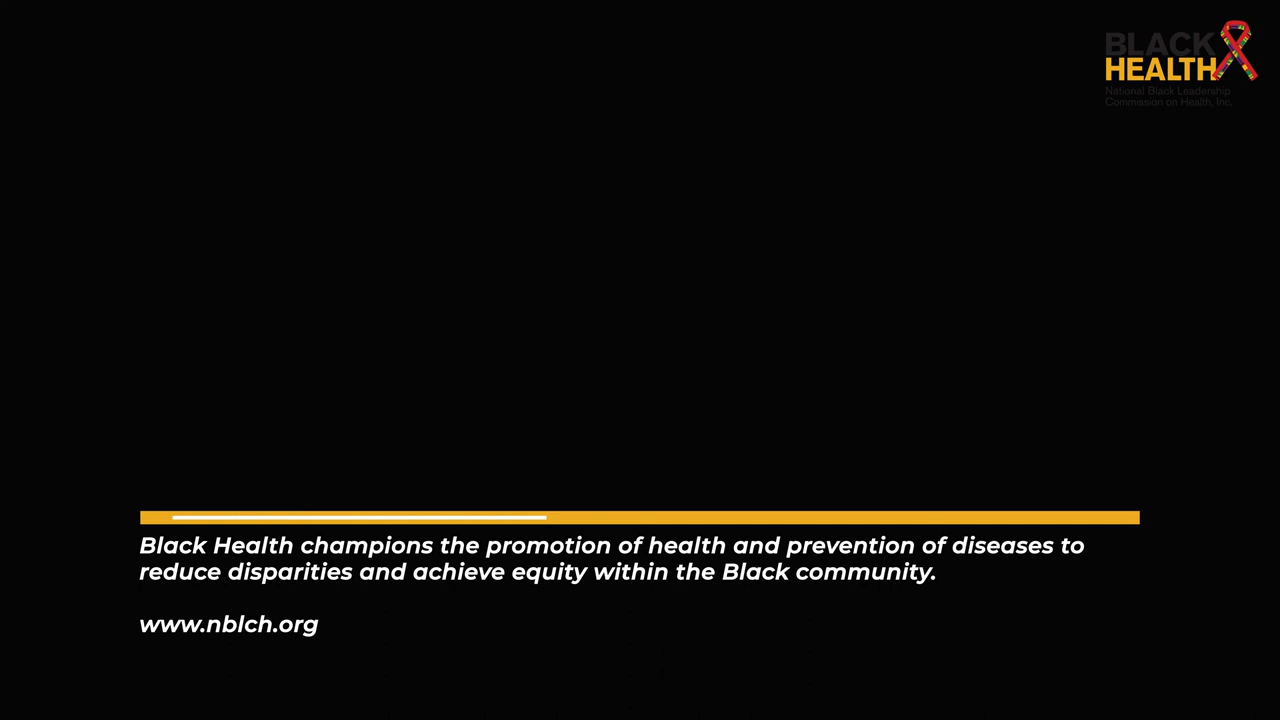 BLACK
HEALTH
National Black Leadership
Commission on Health, Inc.
Black Health champions the promotion of health and prevention of diseases to
reduce disparities and achieve equity within the Black community.
www.nblch.org